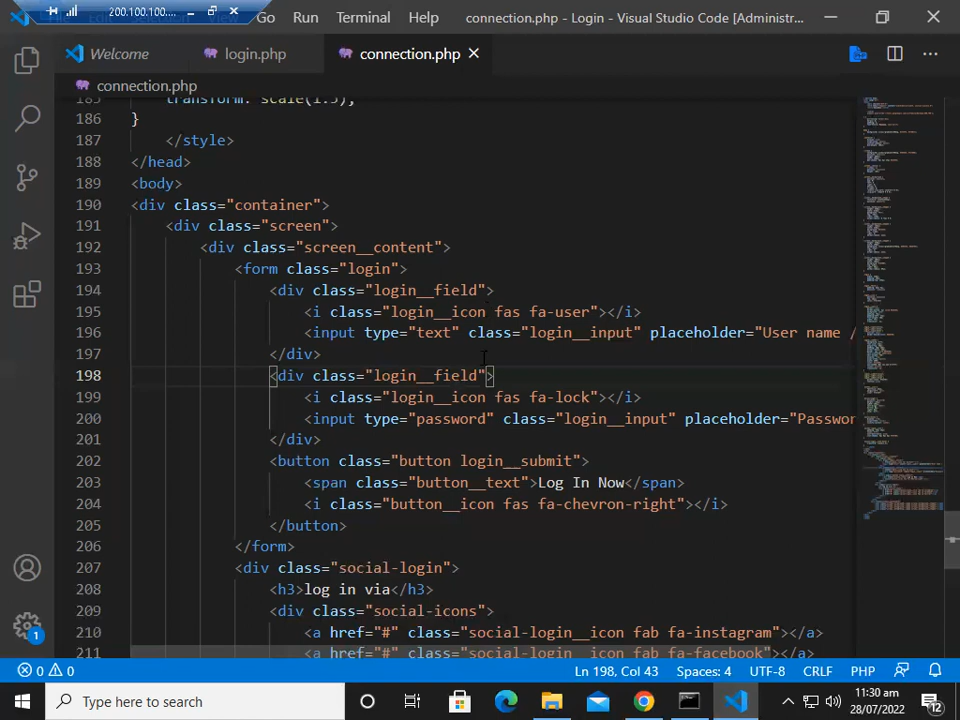 200.100.100....
Go Run Terminal Help connection.php - Login - Visual Studio Code [Administr...
Welcome login.php connection.php
connection.php
185 transform: scale(1.5);
186 }
187 </style>
188 </head>
189 <body>
190 <div class="container">
191 <div class="screen">
192 <div class="screen__content">
193 <form class="login">
194 <div class="login__field">
195 <i class="login__icon fas fa-user"></i>
196 <input type="text" class="login__input" placeholder="User name /
197 </div>
198 <div class="login__field">
199 <i class="login__icon fas fa-lock"></i>
200 <input type="password" class="login__input" placeholder="Passwor
201 </div>
202 <button class="button login__submit">
203 <span class="button__text">Log In Now</span>
204 <i class="button__icon fas fa-chevron-right"></i>
205 </button>
206 </form>
207 <div class="social-login">
208 <h3>log in via</h3>
209 <div class="social-icons">
210 <a href="#" class="social-login__icon fab fa-instagram"></a>
211 <a href="#" class="social-login__icon fab fa-facebook"></a>
1
0 0 Ln 198, Col 43 Spaces: 4 UTF-8 CRLF PHP
Type here to search
11:30 am
28/07/2022
12